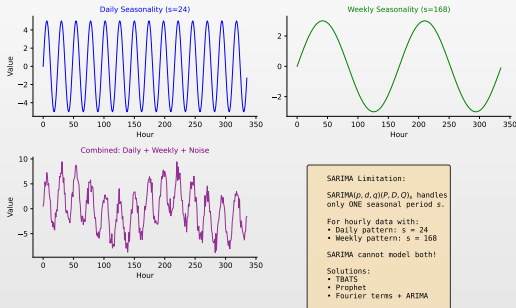 Daily Seasonality (s=24)
4
2
0
−2
−4
Value
0 50 100 150 200 250 300 350
Hour
Weekly Seasonality (s=168)
2
0
−2
Value
0 50 100 150 200 250 300 350
Hour
Combined: Daily + Weekly + Noise
10
5
0
−5
Value
0 50 100 150 200 250 300 350
Hour
SARIMA Limitation:
SARIMA(p, d, q)(P, D, Q)s handles
only ONE seasonal period s.
For hourly data with:
• Daily pattern: s = 24
• Weekly pattern: s = 168
SARIMA cannot model both!
Solutions:
• TBATS
• Prophet
• Fourier terms + ARIMA